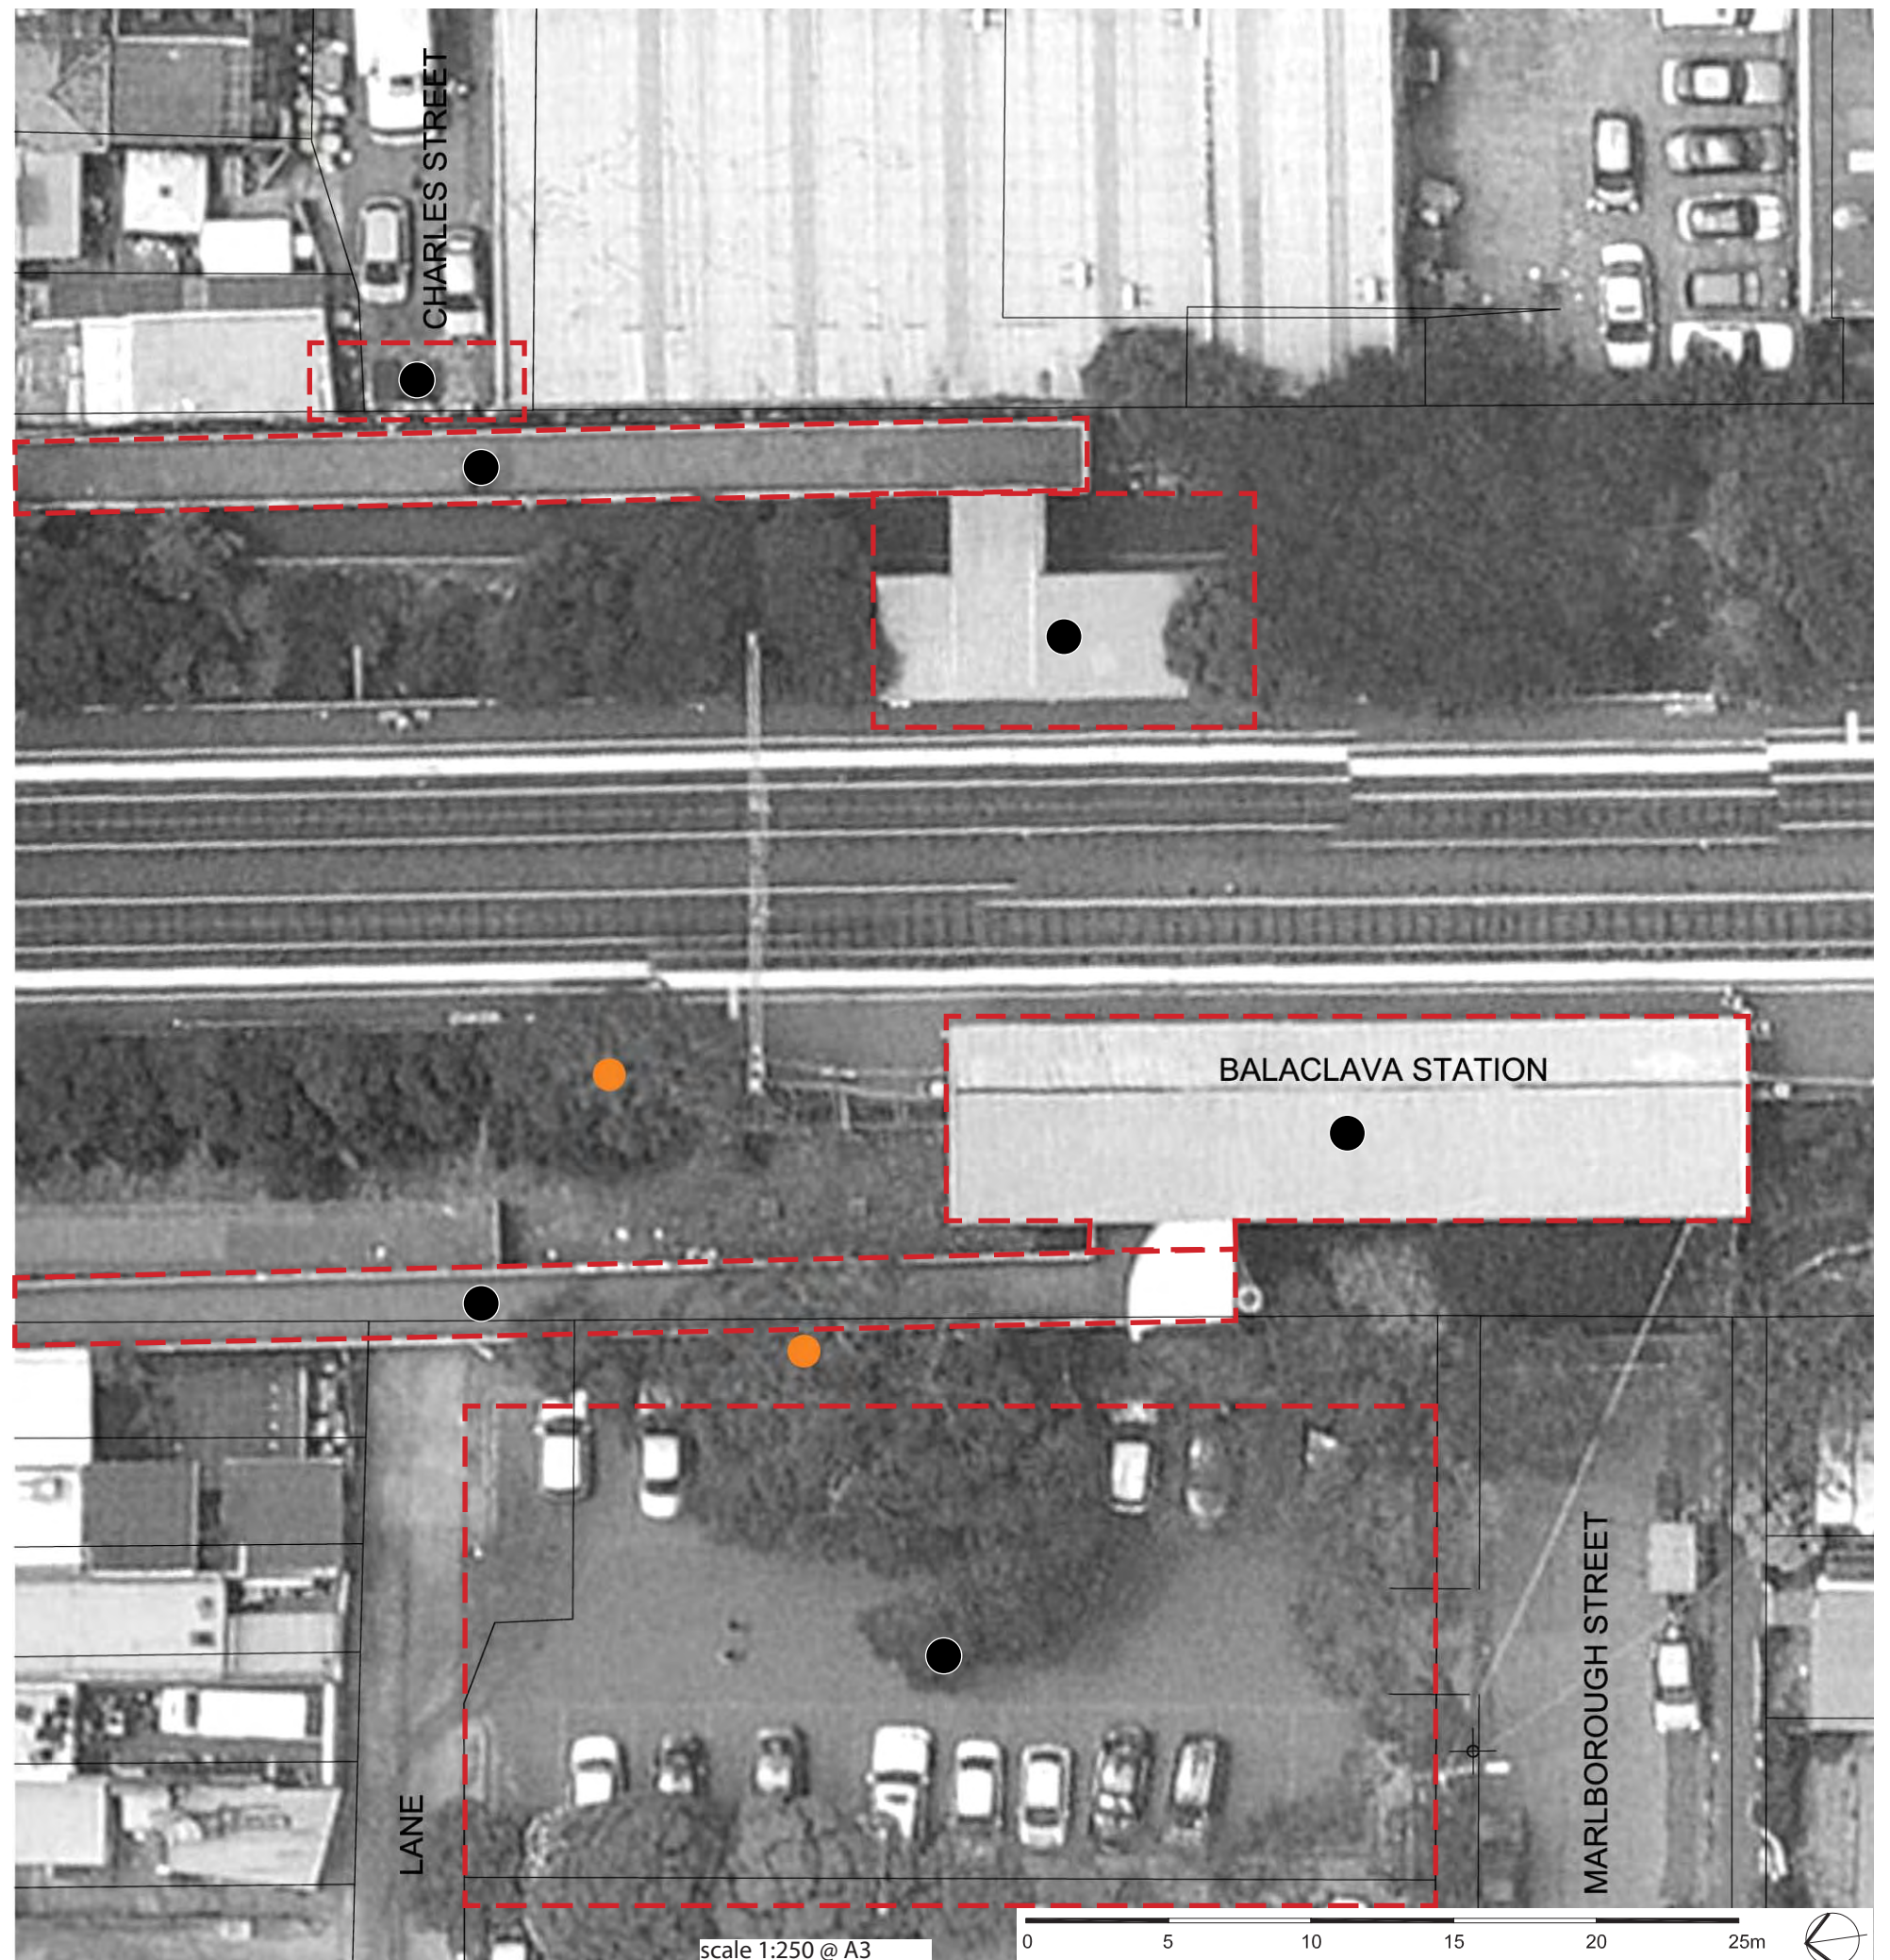 CHARLES STREET
BALACLAVA STATION
MARLBOROUGH STREET
LANE
scale 1:250 @ A3
0 5 10 15 20 25m